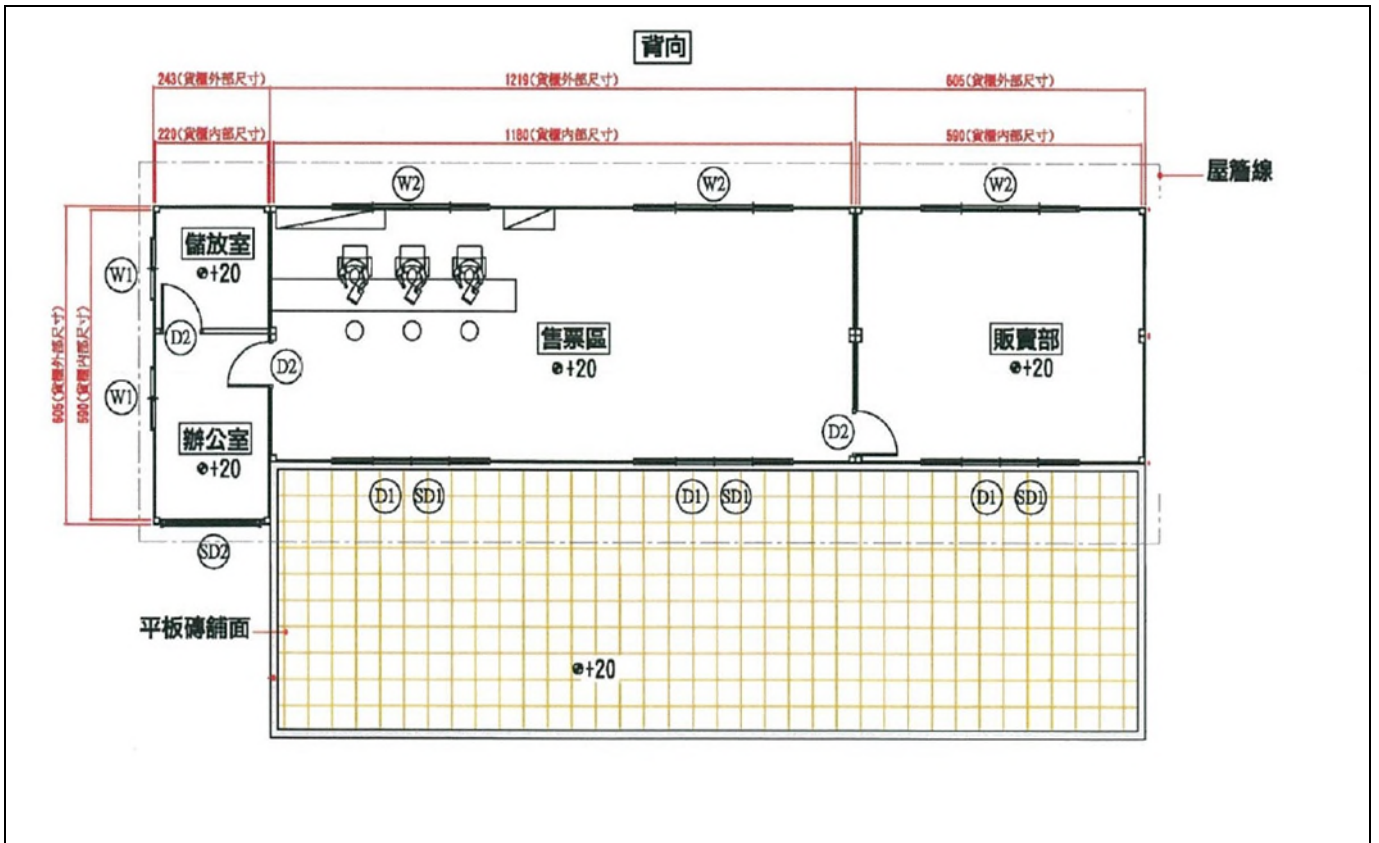 背向
243(貨櫃外部尺寸)
1219(貨櫃外部尺寸)
605(貨櫃外部尺寸)
220(貨櫃內部尺寸)
1180(貨櫃內部尺寸)
590(貨櫃內部尺寸)
屋簷線
W2
W2
W2
儲放室
+20
W1
D2
605(貨櫃外部尺寸)
590(貨櫃內部尺寸)
售票區
+20
販賣部
+20
D2
W1
辦公室
+20
D2
D1
SD1
D1
SD1
D1
SD1
SD2
平板磚舖面
+20